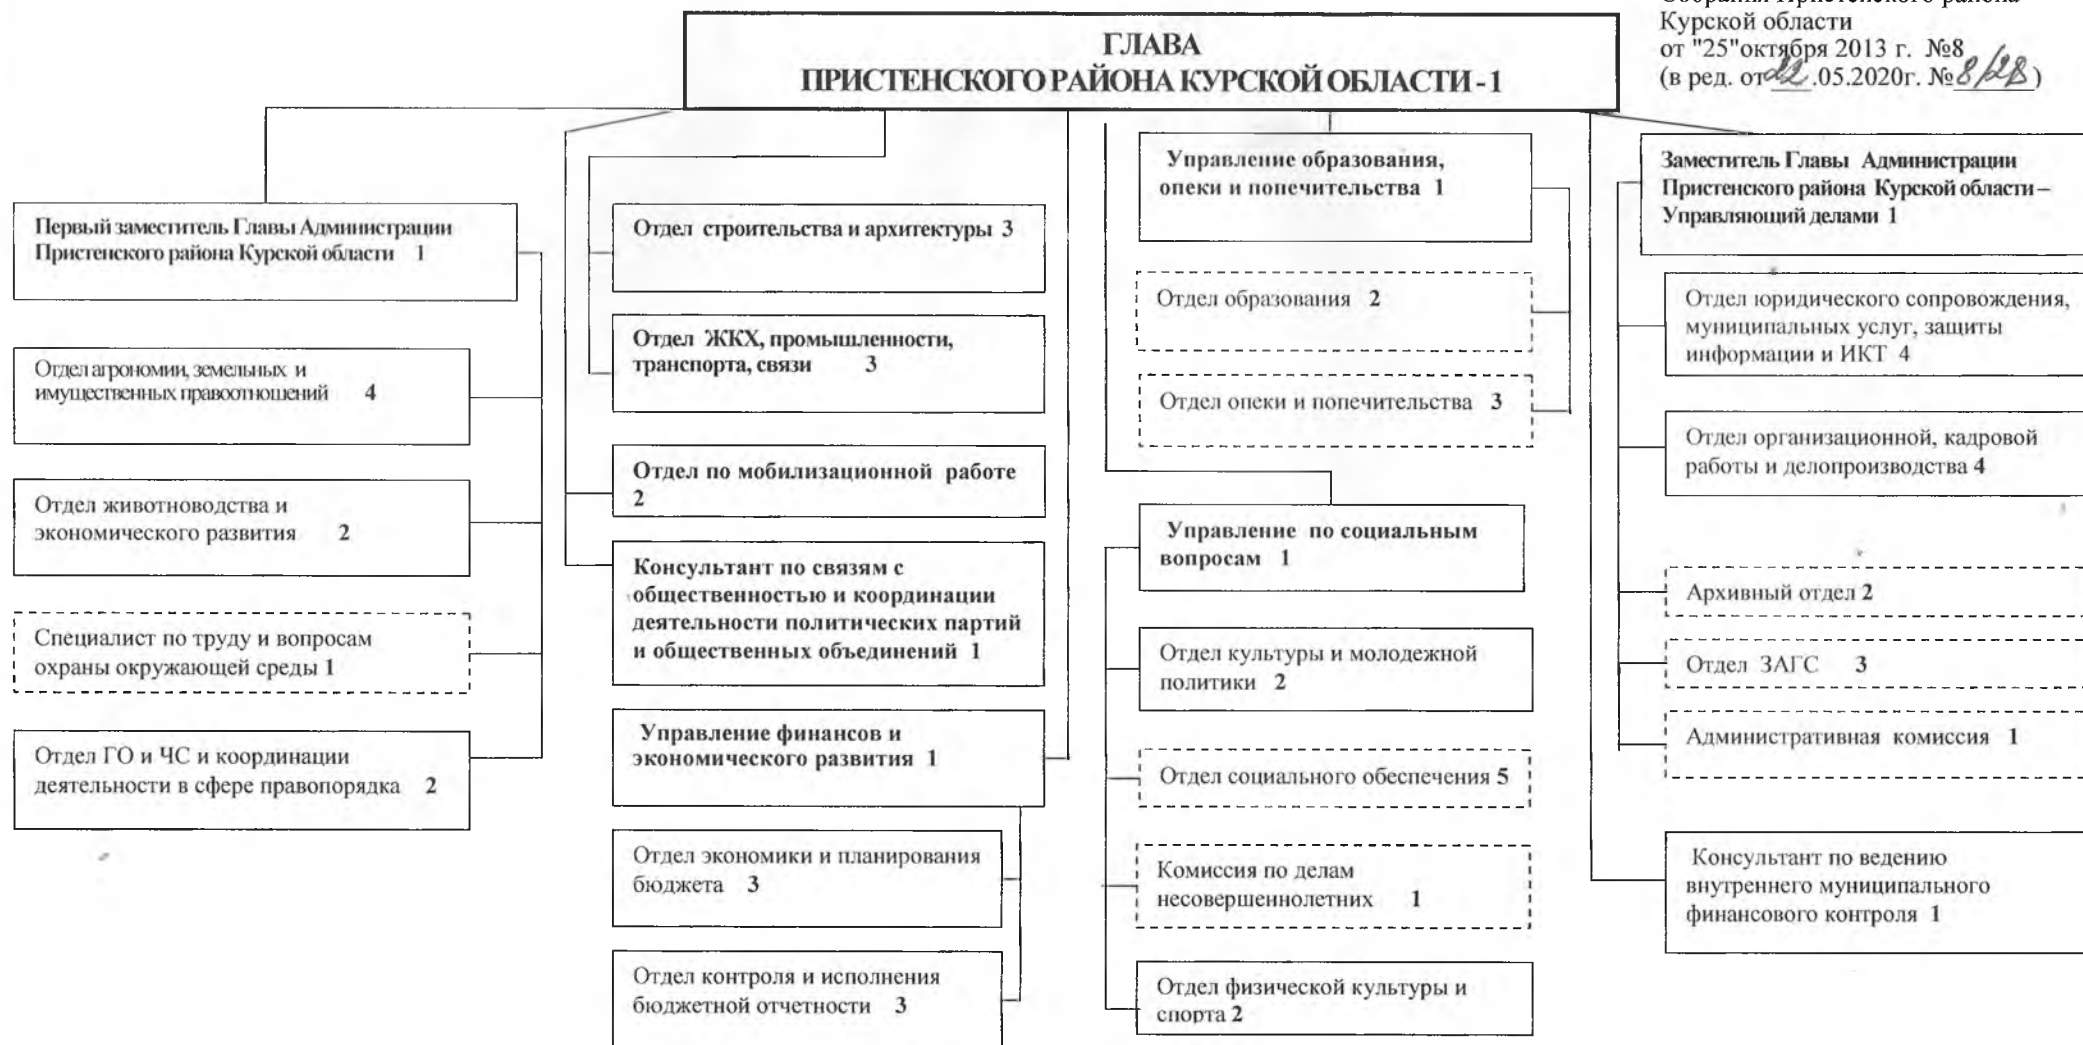 Собрания Пристенского района
Курской области
от "25"октября 2013 г. №8
(в ред. от 22.05.2020г. №8/28)
ГЛАВА
ПРИСТЕНСКОГО РАЙОНА КУРСКОЙ ОБЛАСТИ - 1
Первый заместитель Главы Администрации
Пристенского района Курской области 1
Отдел агрономии, земельных и
имущественных правоотношений 4
Отдел животноводства и
экономического развития 2
Специалист по труду и вопросам
охраны окружающей среды 1
Отдел ГО и ЧС и координации
деятельности в сфере правопорядка 2
Отдел строительства и архитектуры 3
Отдел ЖКХ, промышленности,
транспорта, связи 3
Отдел по мобилизационной работе
2
Консультант по связям с
общественностью и координации
деятельности политических партий
и общественных объединений 1
Управление финансов и
экономического развития 1
Отдел экономики и планирования
бюджета 3
Отдел контроля и исполнения
бюджетной отчетности 3
Управление образования,
опеки и попечительства 1
Отдел образования 2
Отдел опеки и попечительства 3
Управление по социальным
вопросам 1
Отдел культуры и молодежной
политики 2
Отдел социального обеспечения 5
Комиссия по делам
несовершеннолетних 1
Отдел физической культуры и
спорта 2
Заместитель Главы Администрации
Пристенского района Курской области –
Управляющий делами 1
Отдел юридического сопровождения,
муниципальных услуг, защиты
информации и ИКТ 4
Отдел организационной, кадровой
работы и делопроизводства 4
Архивный отдел 2
Отдел ЗАГС 3
Административная комиссия 1
Консультант по ведению
внутреннего муниципального
финансового контроля 1